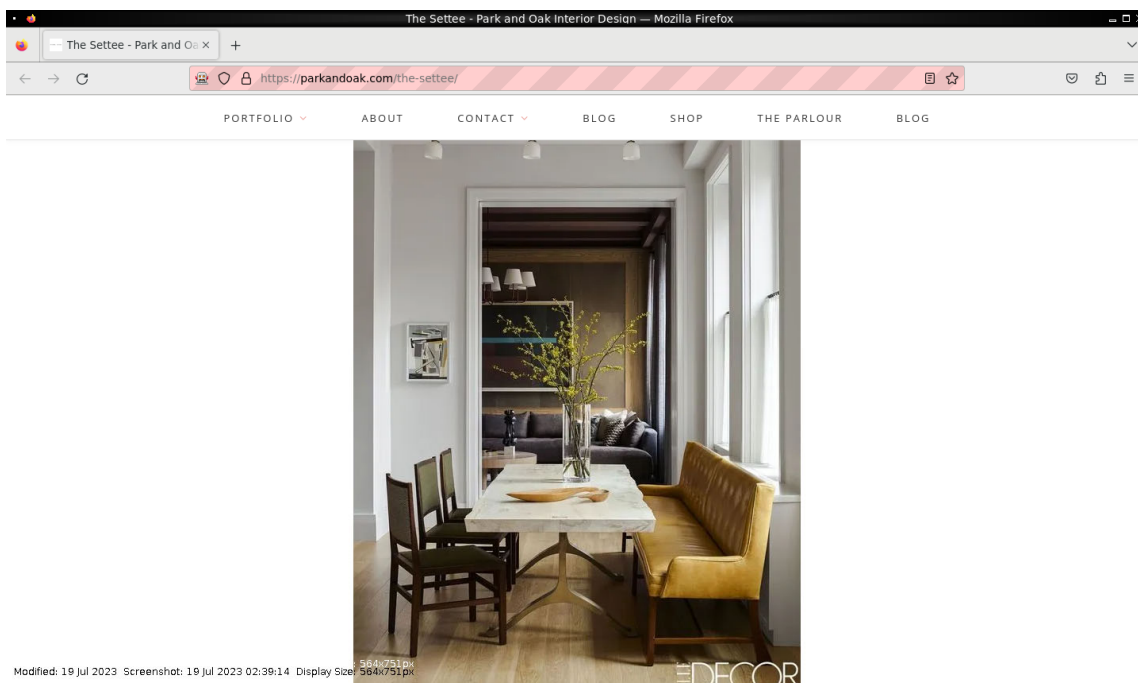 The Settee - Park and Oak Interior Design — Mozilla Firefox
The Settee - Park and Oa
https://parkandoak.com/the-settee/
PORTFOLIO ABOUT CONTACT BLOG SHOP THE PARLOUR BLOG
564x751px
Modified: 19 Jul 2023 Screenshot: 19 Jul 2023 02:39:14 Display Size: 564x751px
DECOR